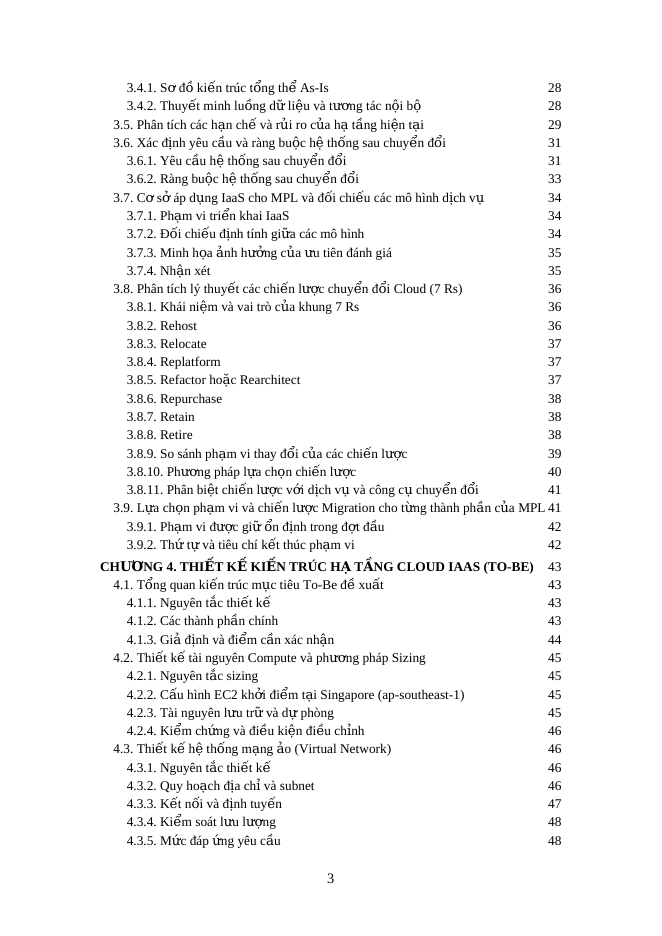 3.4.1. Sơ đồ kiến trúc tổng thể As-Is 28
3.4.2. Thuyết minh luồng dữ liệu và tương tác nội bộ 28
3.5. Phân tích các hạn chế và rủi ro của hạ tầng hiện tại 29
3.6. Xác định yêu cầu và ràng buộc hệ thống sau chuyển đổi 31
3.6.1. Yêu cầu hệ thống sau chuyển đổi 31
3.6.2. Ràng buộc hệ thống sau chuyển đổi 33
3.7. Cơ sở áp dụng IaaS cho MPL và đối chiếu các mô hình dịch vụ 34
3.7.1. Phạm vi triển khai IaaS 34
3.7.2. Đối chiếu định tính giữa các mô hình 34
3.7.3. Minh họa ảnh hưởng của ưu tiên đánh giá 35
3.7.4. Nhận xét 35
3.8. Phân tích lý thuyết các chiến lược chuyển đổi Cloud (7 Rs) 36
3.8.1. Khái niệm và vai trò của khung 7 Rs 36
3.8.2. Rehost 36
3.8.3. Relocate 37
3.8.4. Replatform 37
3.8.5. Refactor hoặc Rearchitect 37
3.8.6. Repurchase 38
3.8.7. Retain 38
3.8.8. Retire 38
3.8.9. So sánh phạm vi thay đổi của các chiến lược 39
3.8.10. Phương pháp lựa chọn chiến lược 40
3.8.11. Phân biệt chiến lược với dịch vụ và công cụ chuyển đổi 41
3.9. Lựa chọn phạm vi và chiến lược Migration cho từng thành phần của MPL 41
3.9.1. Phạm vi được giữ ổn định trong đợt đầu 42
3.9.2. Thứ tự và tiêu chí kết thúc phạm vi 42
CHƯƠNG 4. THIẾT KẾ KIẾN TRÚC HẠ TẦNG CLOUD IAAS (TO-BE) 43
4.1. Tổng quan kiến trúc mục tiêu To-Be đề xuất 43
4.1.1. Nguyên tắc thiết kế 43
4.1.2. Các thành phần chính 43
4.1.3. Giả định và điểm cần xác nhận 44
4.2. Thiết kế tài nguyên Compute và phương pháp Sizing 45
4.2.1. Nguyên tắc sizing 45
4.2.2. Cấu hình EC2 khởi điểm tại Singapore (ap-southeast-1) 45
4.2.3. Tài nguyên lưu trữ và dự phòng 45
4.2.4. Kiểm chứng và điều kiện điều chỉnh 46
4.3. Thiết kế hệ thống mạng ảo (Virtual Network) 46
4.3.1. Nguyên tắc thiết kế 46
4.3.2. Quy hoạch địa chỉ và subnet 46
4.3.3. Kết nối và định tuyến 47
4.3.4. Kiểm soát lưu lượng 48
4.3.5. Mức đáp ứng yêu cầu 48
3